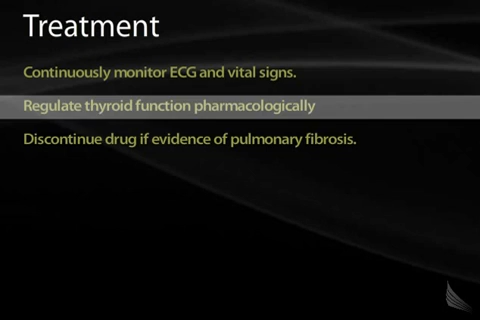 Treatment
Continuously monitor ECG and vital signs.
Regulate thyroid function pharmacologically
Discontinue drug if evidence of pulmonary fibrosis.